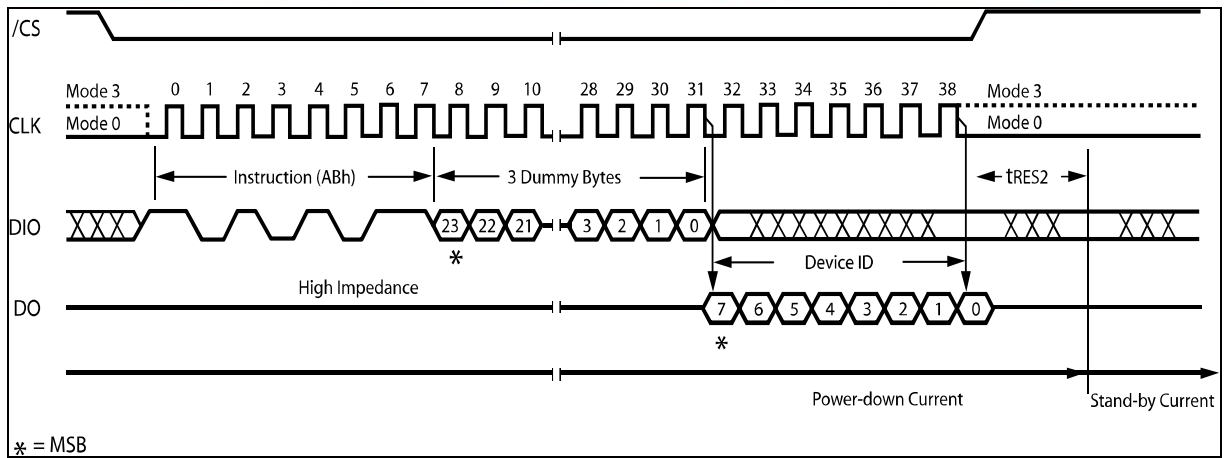 /CS
Mode 3 0 1 2 3 4 5 6 7 8 9 10 28 29 30 31 32 33 34 35 36 37 38 Mode 3
CLK Mode 0 Mode 0
Instruction (ABh) 3 Dummy Bytes tRES2
DIO 23 22 21 3 2 1 0
*
Device ID
High Impedance
DO 7 6 5 4 3 2 1 0
*
Power-down Current Stand-by Current
* = MSB